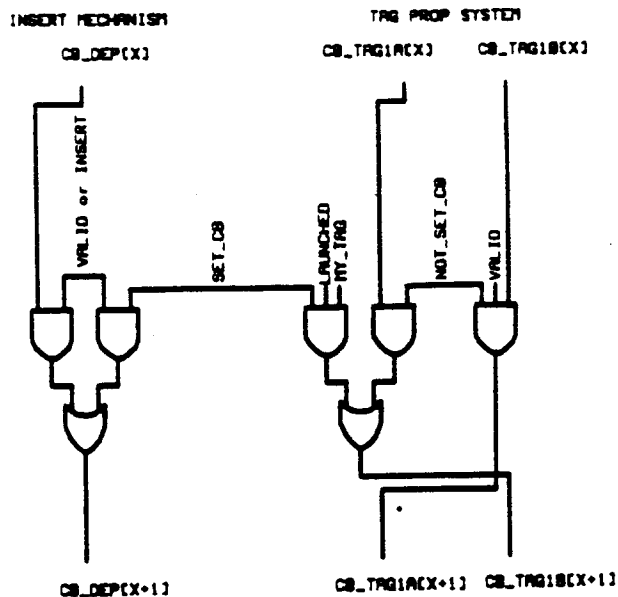 INSERT MECHANISM
TAG PROP SYSTEM
CB_DEP[X]
CB_TAG1A[X]
CB_TAG1B[X]
VALID or INSERT
SET_CB
LAUNCHED
MY_TAG
NOT_SET_CB
VALID
CB_DEP[X+1]
CB_TAG1A[X+1]
CB_TAG1B[X+1]